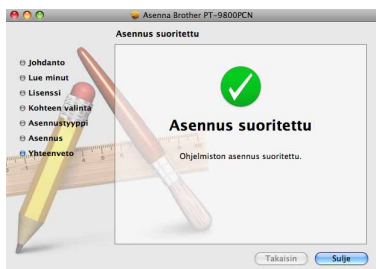 Asenna Brother PT-9800PCN
Asennus suoritettu
Johdanto
Lue minut
Lisenssi
Kohteen valinta
Asennustyyppi
Asennus
Yhteenveto
Asennus suoritettu
Ohjelmiston asennus suoritettu.
Takaisin
Sulje